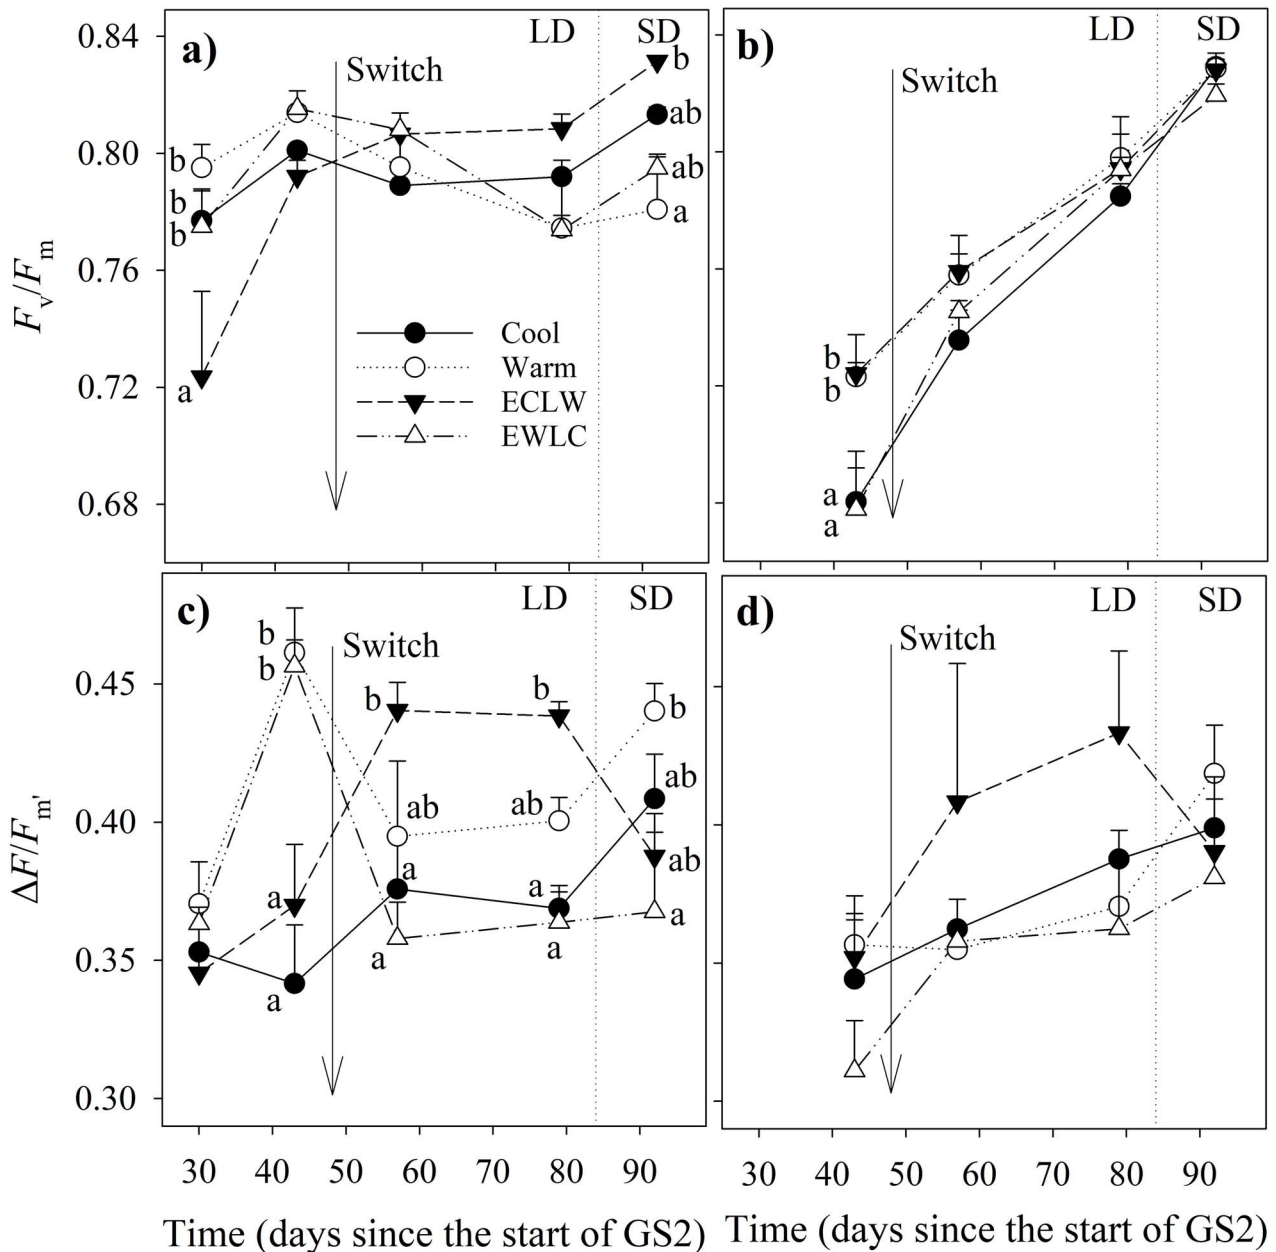 a)
Switch
LD
SD
0.84
0.80
0.76
0.72
0.68
Fv/Fm
b
b
b
a
b
ab
ab
a
Cool
Warm
ECLW
EWLC
b)
Switch
LD
SD
b
b
a
a
c)
Switch
LD
SD
0.45
0.40
0.35
0.30
ΔF/Fm'
b
b
a
a
b
ab
a
a
b
ab
a
a
b
ab
ab
a
30 40 50 60 70 80 90
Time (days since the start of GS2)
d)
Switch
LD
SD
30 40 50 60 70 80 90
Time (days since the start of GS2)